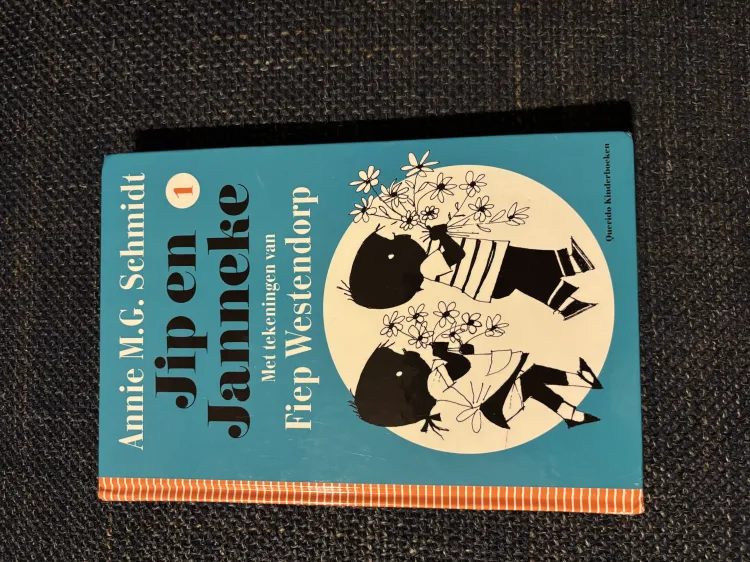 Annie M.G. Schmidt
Jip en
1
Janneke
Met tekeningen van
Fiep Westendorp
Querido Kinderboeken